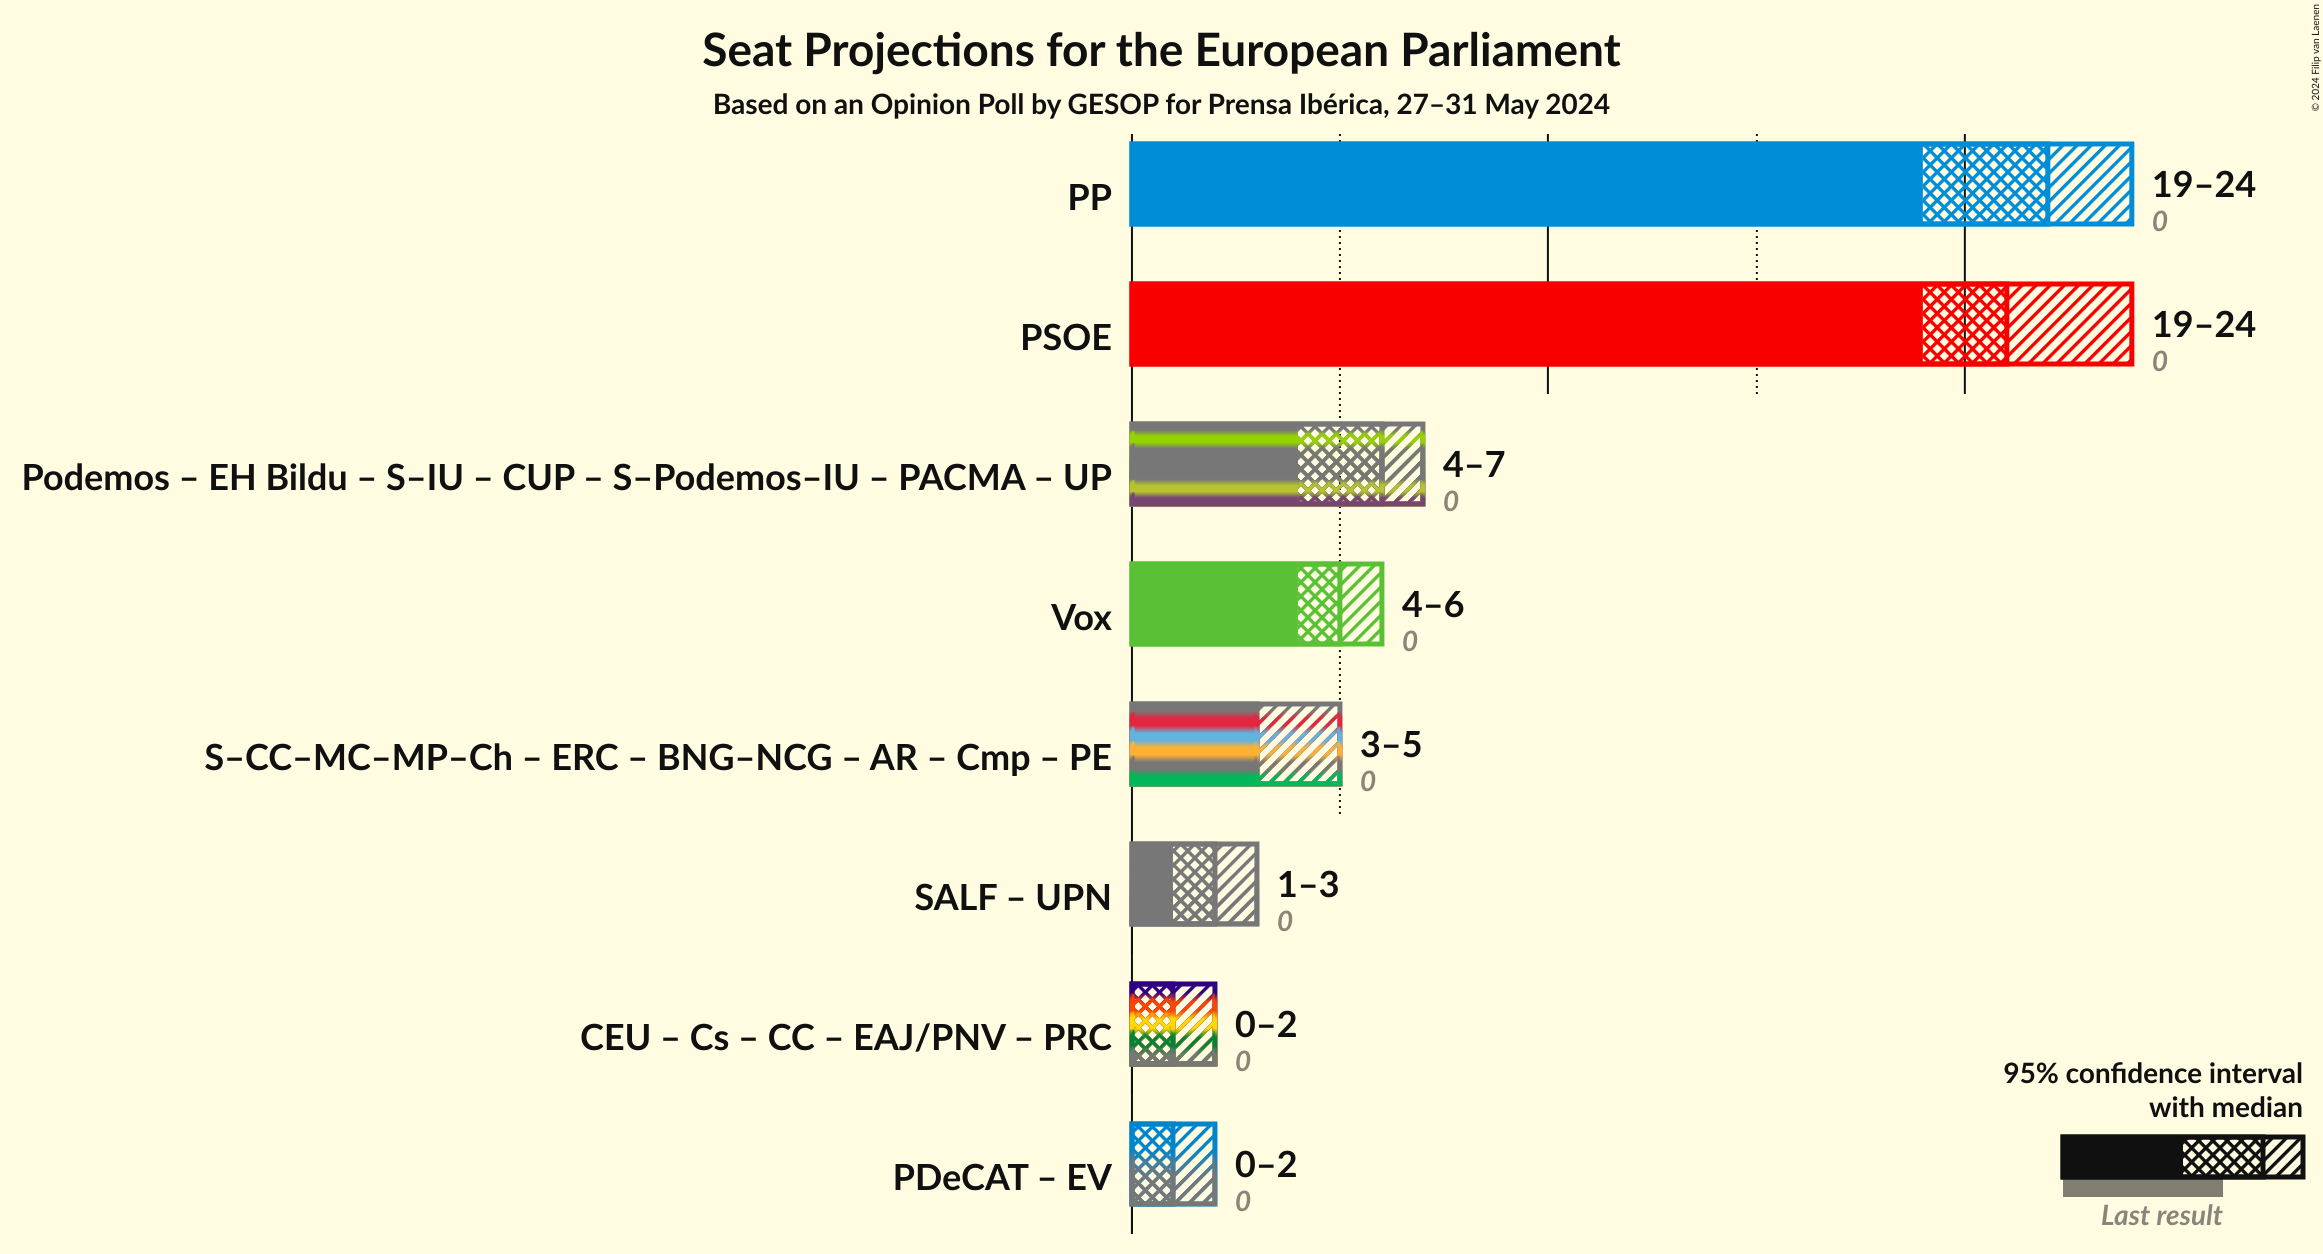 Seat Projections for the European Parliament
Based on an Opinion Poll by GESOP for Prensa Ibérica, 27–31 May 2024
© 2024 Filip van Laenen
PP
19–24
0
PSOE
19–24
0
Podemos – EH Bildu – S–IU – CUP – S–Podemos–IU – PACMA – UP
4–7
0
Vox
4–6
0
S–CC–MC–MP–Ch – ERC – BNG–NCG – AR – Cmp – PE
3–5
0
SALF – UPN
1–3
0
CEU – Cs – CC – EAJ/PNV – PRC
0–2
0
PDeCAT – EV
0–2
0
95% confidence interval
with median
Last result